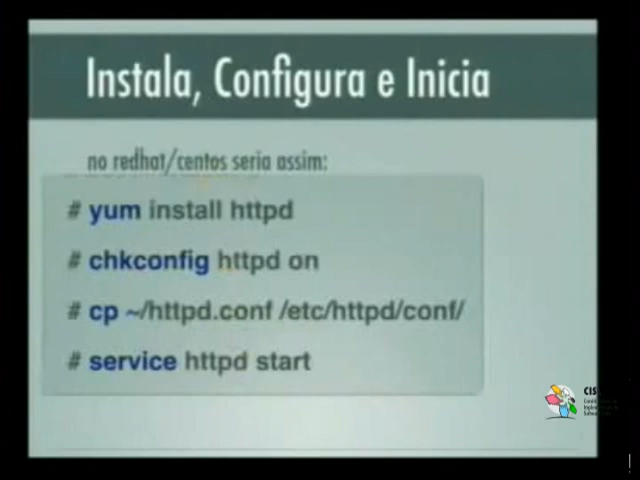 Instala, Configura e Inicia
no redhat/centos seria assim:
# yum install httpd
# chkconfig httpd on
# cp ~/httpd.conf /etc/httpd/conf/
# service httpd start
CIS